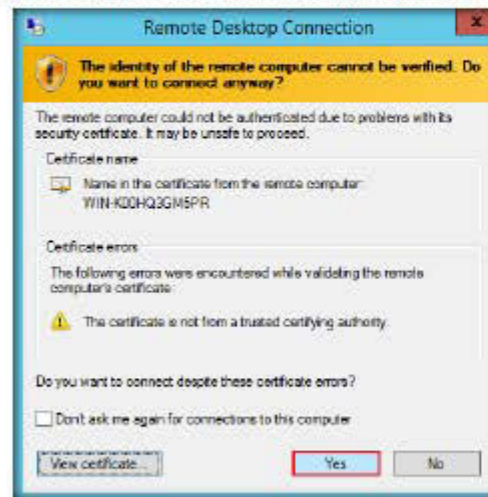 Remote Desktop Connection
The identity of the remote computer cannot be verified. Do
you want to connect anyway?
The remote computer could not be authenticated due to problems with its
security certificate. It may be unsafe to proceed.
Certificate name
Name in the certificate from the remote computer:
WIN-K00HQ3GM5PR
Certificate errors
The following errors were encountered while validating the remote
computer's certificate:
The certificate is not from a trusted certifying authority.
Do you want to connect despite these certificate errors?
Don't ask me again for connections to this computer
View certificate...
Yes
No